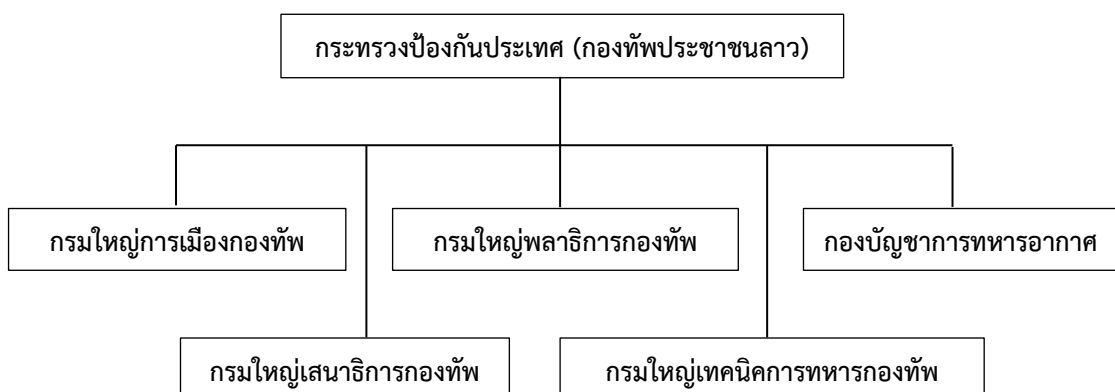 กระทรวงป้องกันประเทศ (กองทัพประชาชนลาว)
กรมใหญ่การเมืองกองทัพ
กรมใหญ่พลาธิการกองทัพ
กองบัญชาการทหารอากาศ
กรมใหญ่เสนาธิการกองทัพ
กรมใหญ่เทคนิคการทหารกองทัพ